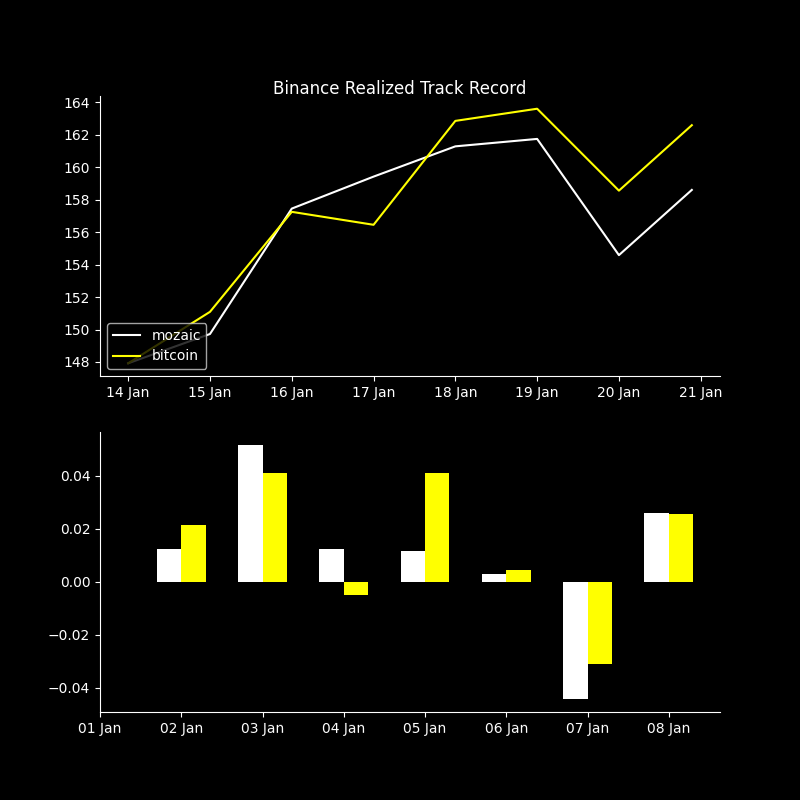 Binance Realized Track Record
164
162
160
158
156
154
152
150
148
mozaic
bitcoin
14 Jan 15 Jan 16 Jan 17 Jan 18 Jan 19 Jan 20 Jan 21 Jan
0.04
0.02
0.00
−0.02
−0.04
01 Jan 02 Jan 03 Jan 04 Jan 05 Jan 06 Jan 07 Jan 08 Jan